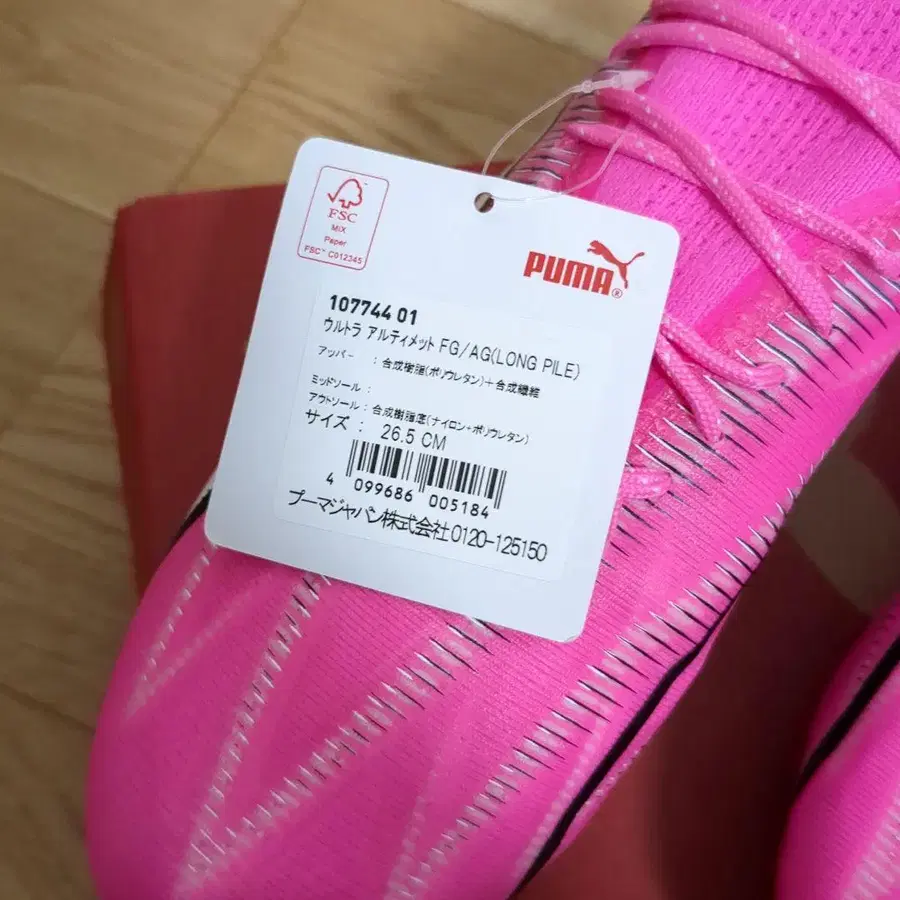 FSC
MIX
Paper
FSC™ C012345
PUMA®
107744 01
ウルトラ アルティメット FG/AG(LONG PILE)
アッパー : 合成樹脂(ポリウレタン)+合成繊維
ミッドソール :
アウトソール : 合成樹脂底(ナイロン+ポリウレタン)
サイズ : 26.5 CM
4 099686 005184
プーマジャパン株式会社 0120-125150